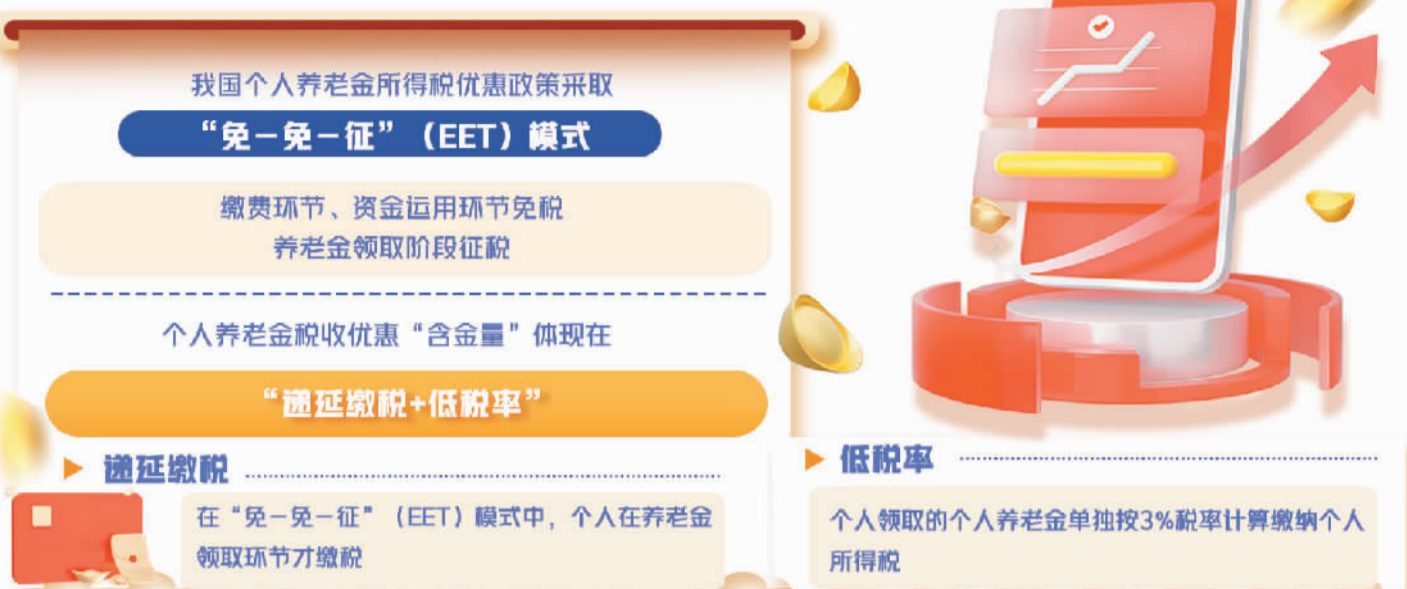 我国个人养老金所得税优惠政策采取
“免－免－征”（EET）模式
缴费环节、资金运用环节免税
养老金领取阶段征税
个人养老金税收优惠“含金量”体现在
“递延缴税+低税率”
递延缴税
在“免－免－征”（EET）模式中，个人在养老金
领取环节才缴税
低税率
个人领取的个人养老金单独按3%税率计算缴纳个人
所得税